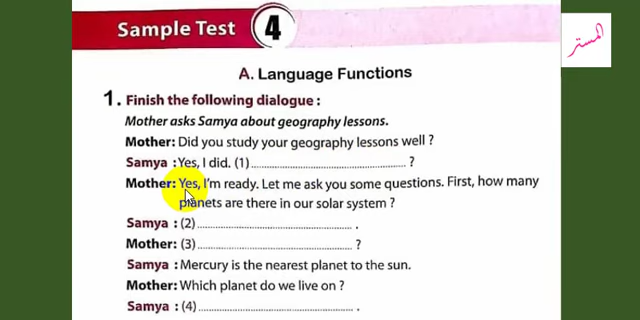 Sample Test 4
المستر
A. Language Functions
1. Finish the following dialogue :
Mother asks Samya about geography lessons.
Mother: Did you study your geography lessons well ?
Samya : Yes, I did. (1) ........................................ ?
Mother: Yes, I'm ready. Let me ask you some questions. First, how many
planets are there in our solar system ?
Samya : (2) ........................................ .
Mother: (3) ........................................ ?
Samya : Mercury is the nearest planet to the sun.
Mother: Which planet do we live on ?
Samya : (4) ........................................ .